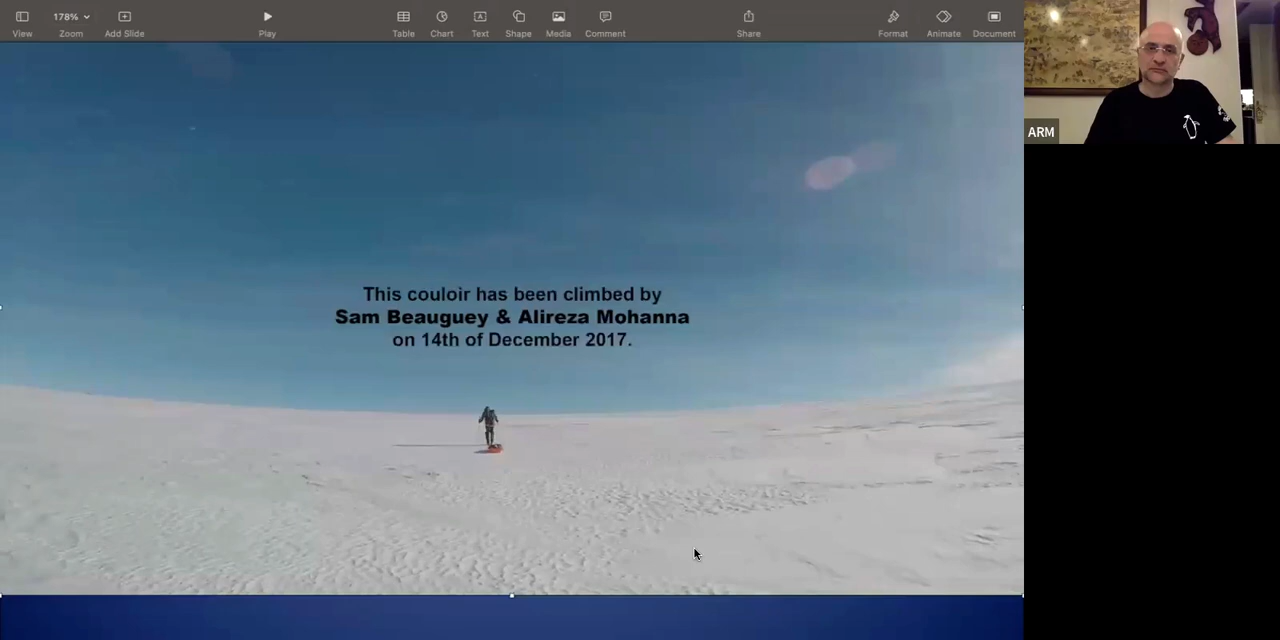 178%
View
Zoom
Add Slide
Play
Table
Chart
Text
Shape
Media
Comment
Share
Format
Animate
Document
ARM
This couloir has been climbed by
Sam Beauguey & Alireza Mohanna
on 14th of December 2017.